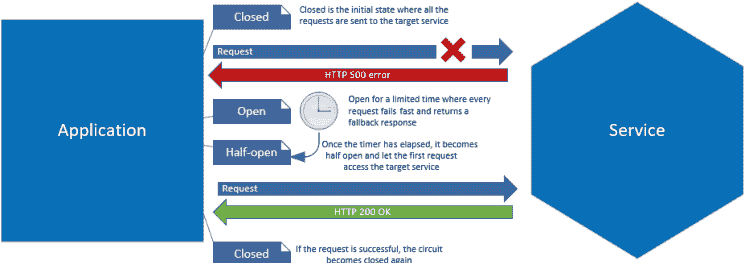 Closed
Closed is the initial state where all the
requests are sent to the target service
Request
HTTP 500 error
Open
Open for a limited time where every
request fails fast and returns a
fallback response
Application
Service
Half-open
Once the timer has elapsed, it becomes
half open and let the first request
access the target service
Request
HTTP 200 OK
Closed
If the request is successful, the circuit
becomes closed again